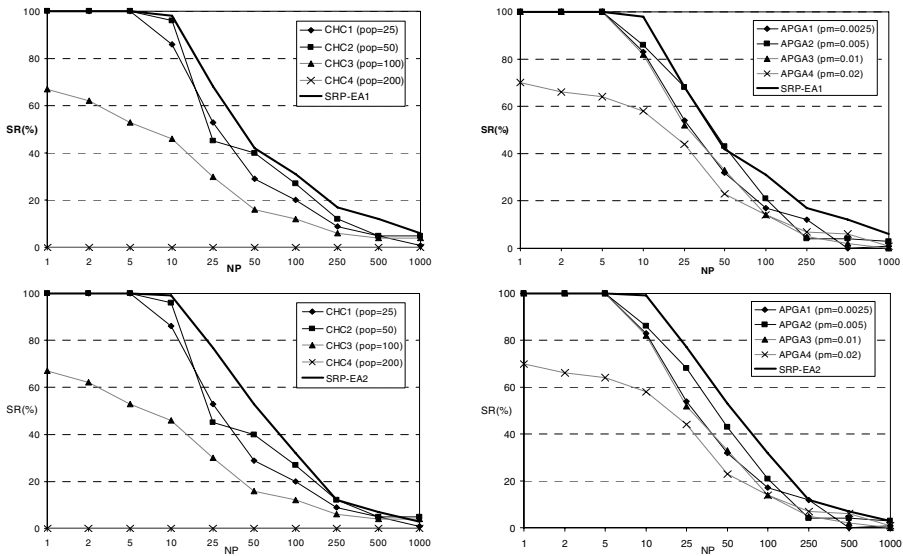 100
80
60
SR(%)
40
20
0
1 2 5 10 25 50 100 250 500 1000
NP
CHC1 (pop=25)
CHC2 (pop=50)
CHC3 (pop=100)
CHC4 (pop=200)
SRP-EA1
100
80
60
SR(%)
40
20
0
1 2 5 10 25 50 100 250 500 1000
NP
APGA1 (pm=0.0025)
APGA2 (pm=0.005)
APGA3 (pm=0.01)
APGA4 (pm=0.02)
SRP-EA1
100
80
60
SR(%)
40
20
0
1 2 5 10 25 50 100 250 500 1000
NP
CHC1 (pop=25)
CHC2 (pop=50)
CHC3 (pop=100)
CHC4 (pop=200)
SRP-EA2
100
80
60
SR(%)
40
20
0
1 2 5 10 25 50 100 250 500 1000
NP
APGA1 (pm=0.0025)
APGA2 (pm=0.005)
APGA3 (pm=0.01)
APGA4 (pm=0.02)
SRP-EA2